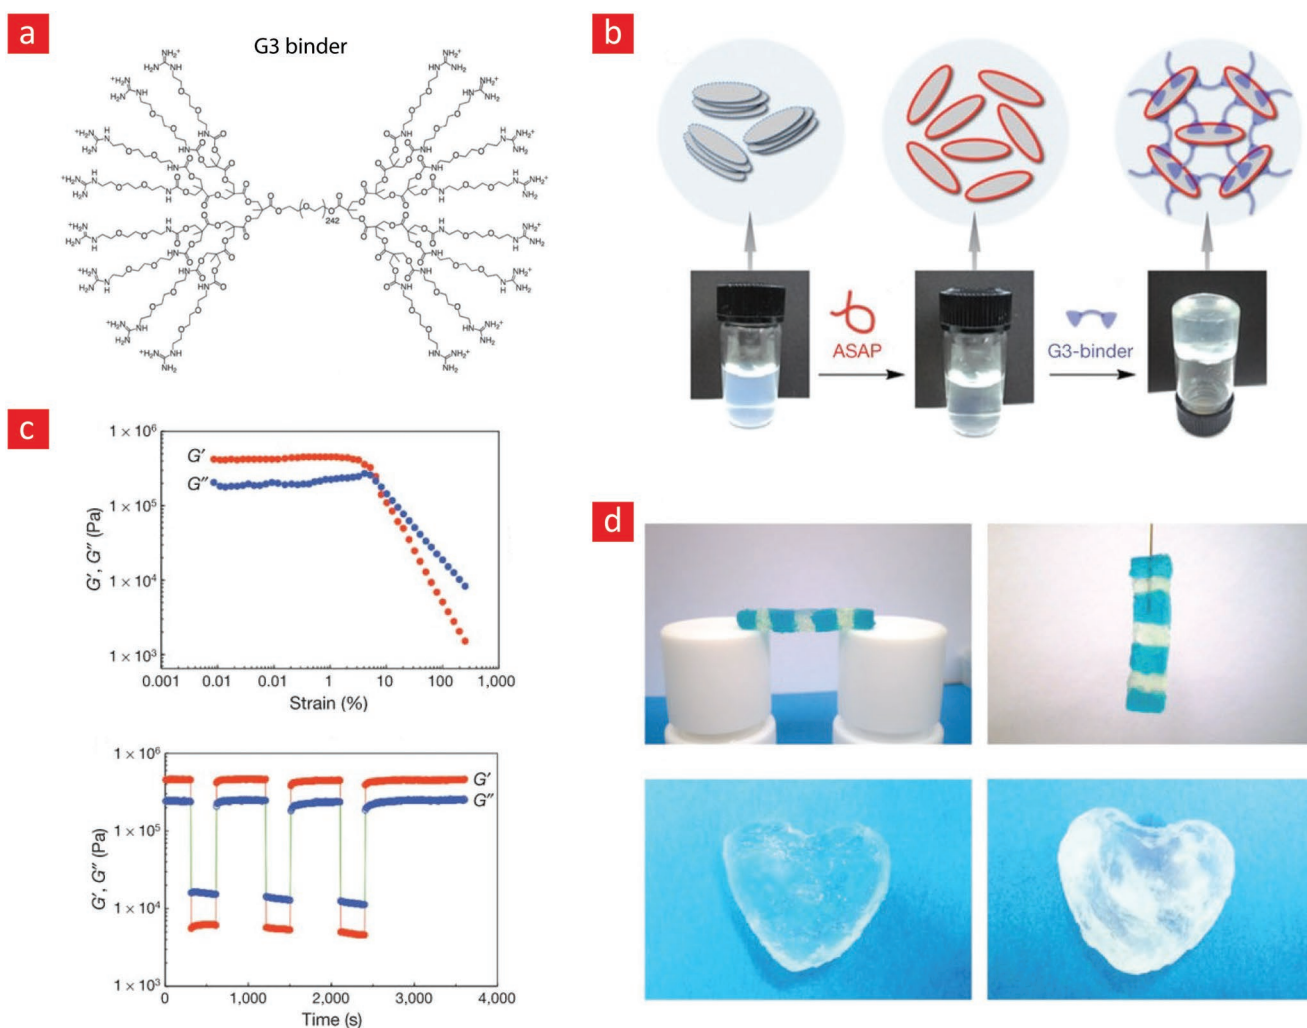 a
G3 binder
242
b
ASAP
G3-binder
c
1 × 10⁶
G′
G″
1 × 10⁵
1 × 10⁴
1 × 10³
G′, G″ (Pa)
0.001 0.01 0.01 1 10 100 1,000
Strain (%)
1 × 10⁶
G′
G″
1 × 10⁵
1 × 10⁴
1 × 10³
G′, G″ (Pa)
0 1,000 2,000 3,000 4,000
Time (s)
d